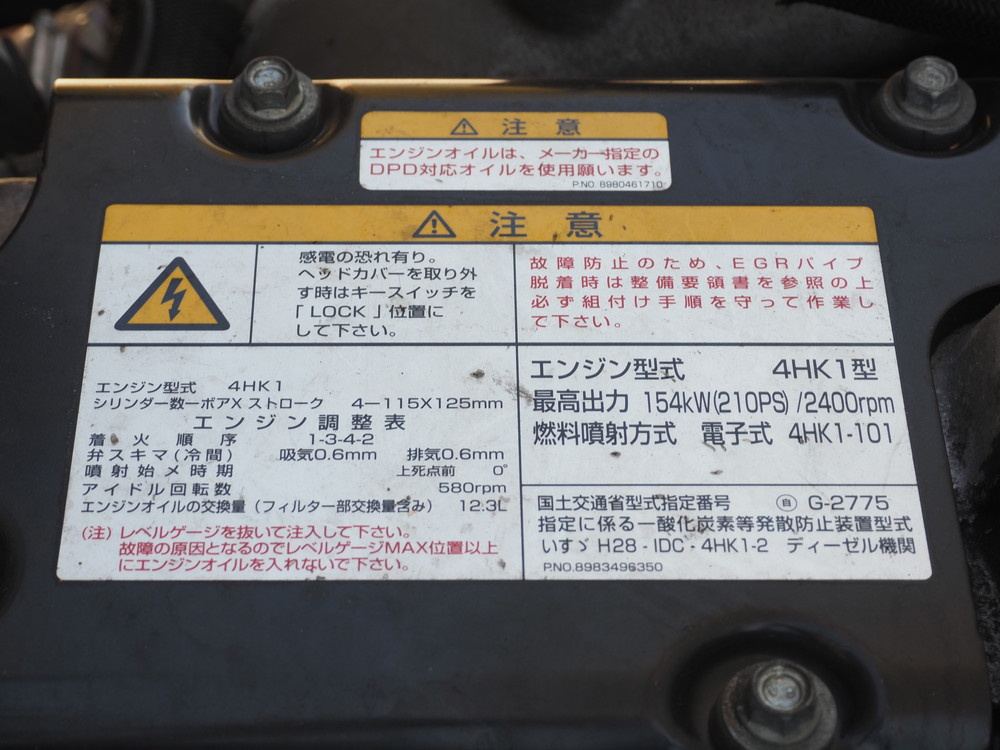 注意
エンジンオイルは、メーカー指定の
DPD対応オイルを使用願います。
P.NO. 8980461710
注意
感電の恐れ有り。
ヘッドカバーを取り外
す時はキースイッチを
「LOCK」位置に
して下さい。
故障防止のため、EGRパイプ
脱着時は整備要領書を参照の上
必ず組付け手順を守って作業し
て下さい。
エンジン型式 4HK1
シリンダー数ーボアX ストローク 4ー115X125mm
エンジン調整表
着火順序 1-3-4-2
弁スキマ(冷間) 吸気0.6mm 排気0.6mm
噴射始メ時期 上死点前 0°
アイドル回転数 580rpm
エンジンオイルの交換量(フィルター部交換量含み) 12.3L
(注) レベルゲージを抜いて注入して下さい。
故障の原因となるのでレベルゲージMAX位置以上
にエンジンオイルを入れないで下さい。
エンジン型式 4HK1型
最高出力 154kW(210PS) /2400rpm
燃料噴射方式 電子式 4HK1-101
国土交通省型式指定番号 ㊐ G-2775
指定に係る一酸化炭素等発散防止装置型式
いすゞ H28 - IDC - 4HK1-2 ディーゼル機関
P.NO.8983496350